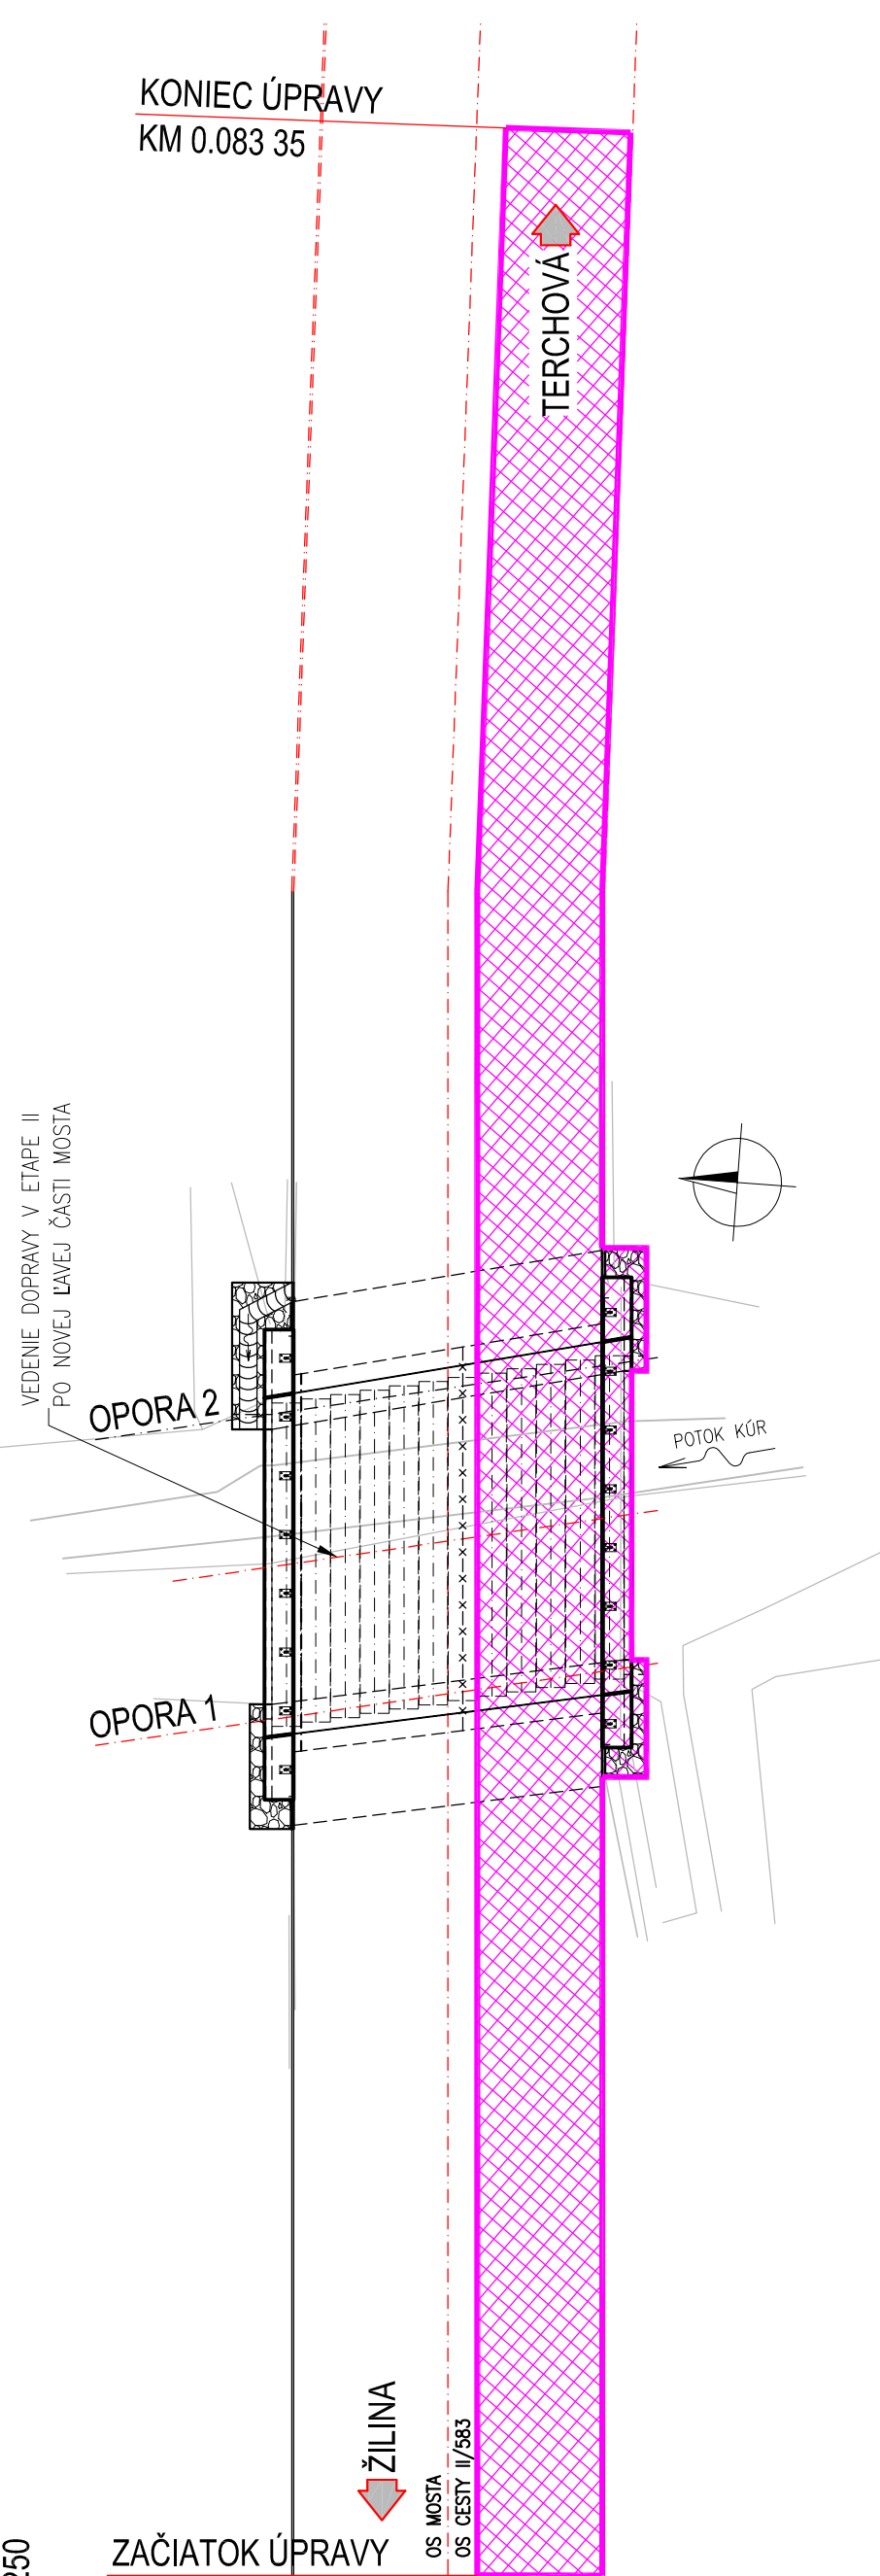 KONIEC ÚPRAVY
KM 0.083 35
TERCHOVÁ
VEDENIE DOPRAVY V ETAPE II
PO NOVEJ ĽAVEJ ČASTI MOSTA
OPORA 2
POTOK KÚR
OPORA 1
ŽILINA
OS MOSTA
OS CESTY II/583
ZAČIATOK ÚPRAVY
250